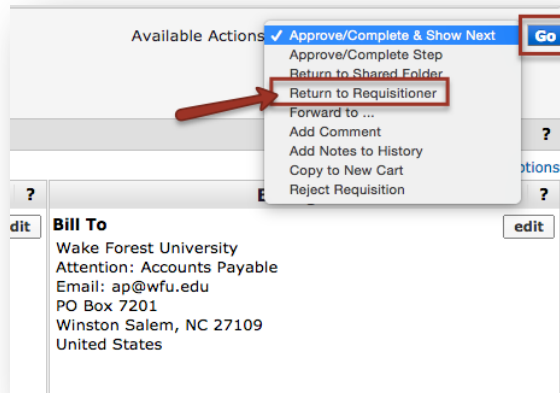 Available Actions ✓ Approve/Complete & Show Next Go
Approve/Complete Step
Return to Shared Folder
Return to Requisitioner
Forward to ...
Add Comment
Add Notes to History
Copy to New Cart
Reject Requisition
?
ptions
? ?
dit Bill To edit
Wake Forest University
Attention: Accounts Payable
Email: ap@wfu.edu
PO Box 7201
Winston Salem, NC 27109
United States